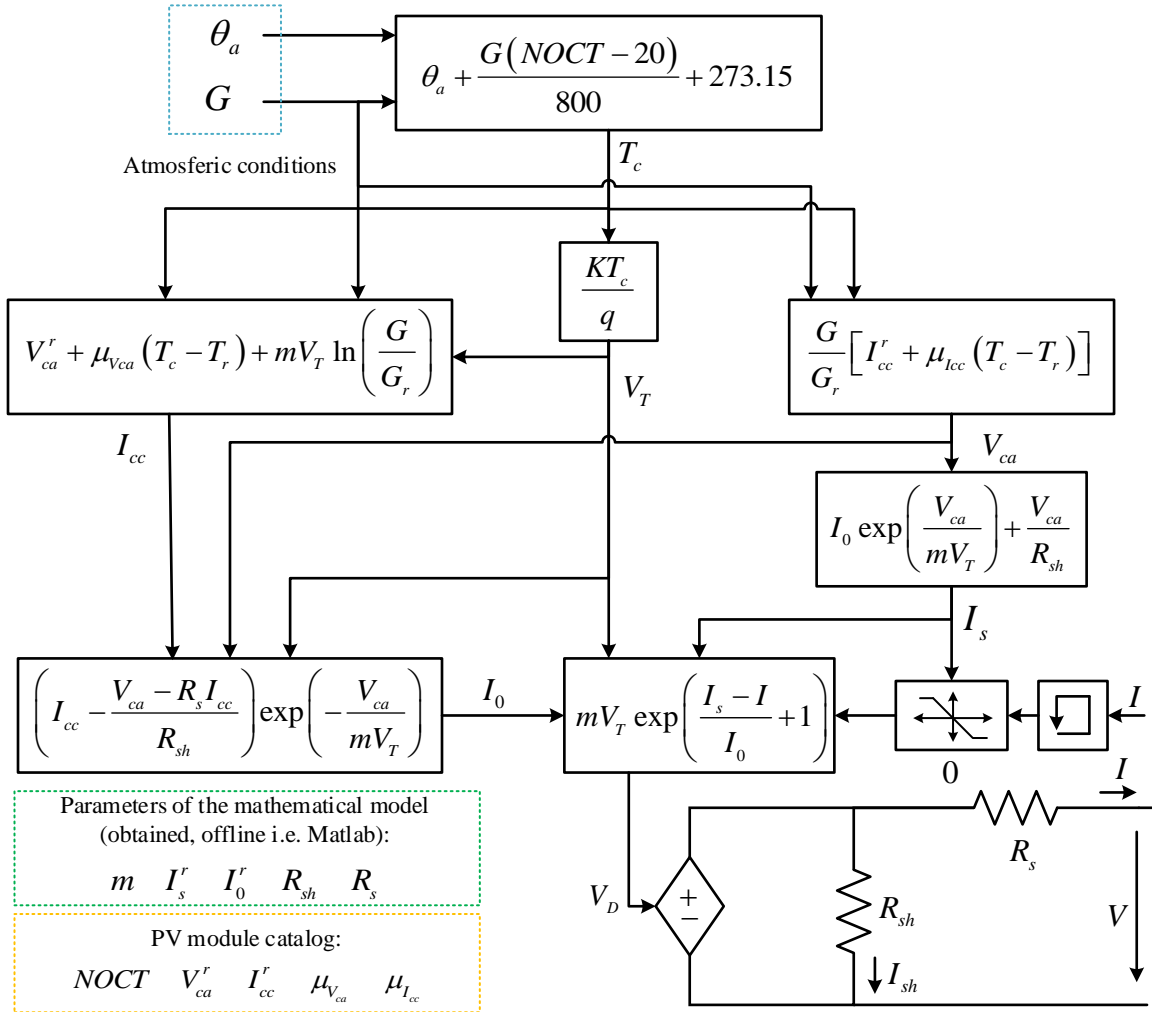 θ_a
G
θ_a + G(NOCT − 20)/800 + 273.15
Atmosferic conditions
T_c
KT_c/q
V_ca^r + μ_Vca (T_c − T_r) + mV_T ln(G/G_r)
G/G_r [I_cc^r + μ_Icc (T_c − T_r)]
V_T
I_cc
V_ca
I_0 exp(V_ca/mV_T) + V_ca/R_sh
I_s
(I_cc − (V_ca − R_s I_cc)/R_sh) exp(−V_ca/mV_T)
I_0
mV_T exp((I_s − I)/I_0 + 1)
I
0
Parameters of the mathematical model
(obtained, offline i.e. Matlab):
m I_s^r I_0^r R_sh R_s
PV module catalog:
NOCT V_ca^r I_cc^r μ_V_ca μ_I_cc
I
R_s
V_D
+
−
R_sh
V
I_sh